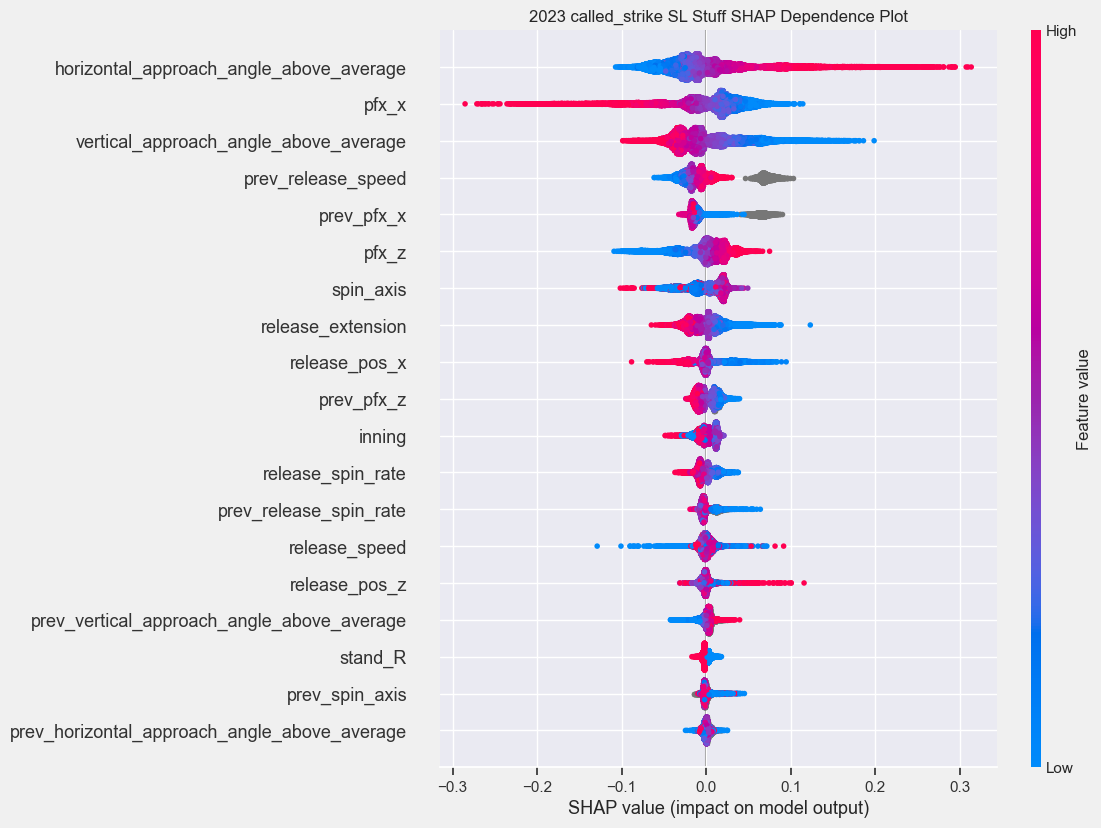 2023 called_strike SL Stuff SHAP Dependence Plot
High
horizontal_approach_angle_above_average
pfx_x
vertical_approach_angle_above_average
prev_release_speed
prev_pfx_x
pfx_z
spin_axis
release_extension
release_pos_x
prev_pfx_z
inning
release_spin_rate
prev_release_spin_rate
release_speed
release_pos_z
prev_vertical_approach_angle_above_average
stand_R
prev_spin_axis
prev_horizontal_approach_angle_above_average
Feature value
Low
−0.3 −0.2 −0.1 0.0 0.1 0.2 0.3
SHAP value (impact on model output)